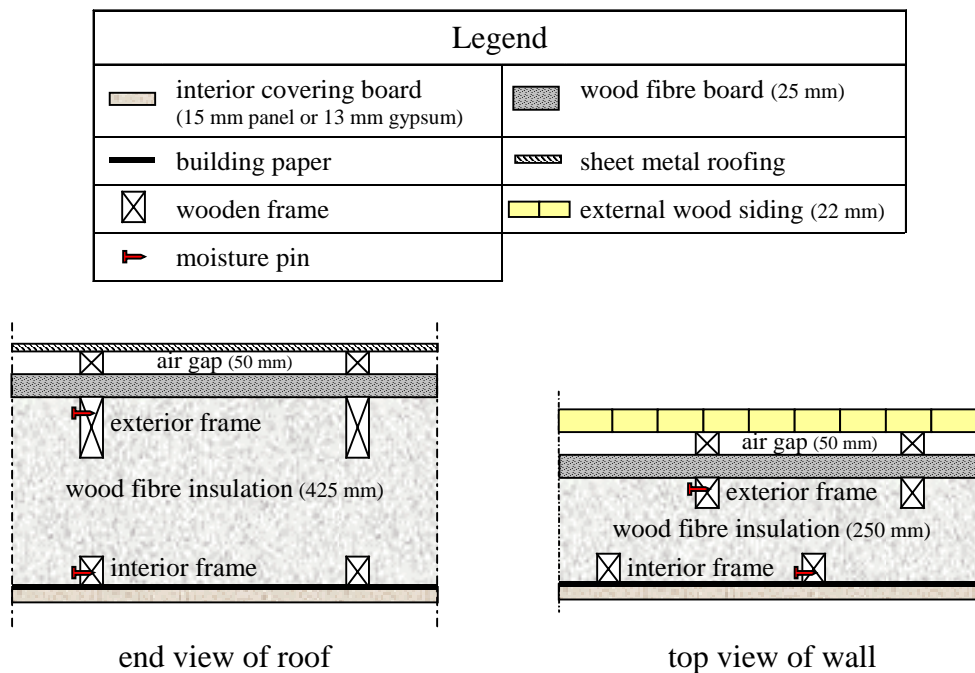 Legend
interior covering board
(15 mm panel or 13 mm gypsum)
wood fibre board (25 mm)
building paper
sheet metal roofing
wooden frame
external wood siding (22 mm)
moisture pin
air gap (50 mm)
exterior frame
wood fibre insulation (425 mm)
interior frame
end view of roof
air gap (50 mm)
exterior frame
wood fibre insulation (250 mm)
interior frame
top view of wall